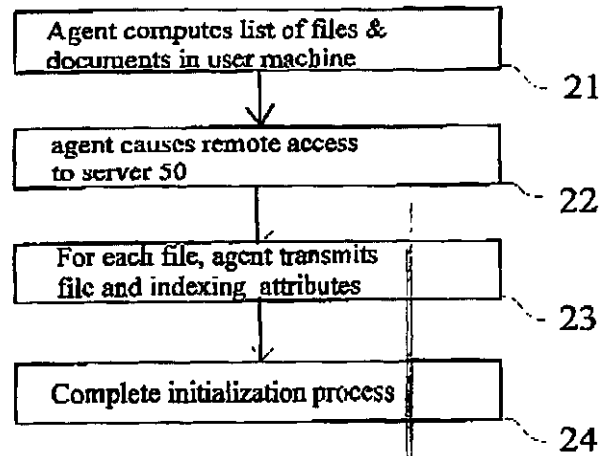 Agent computes list of files &
documents in user machine
21
agent causes remote access
to server 50
22
For each file, agent transmits
file and indexing attributes
23
Complete initialization process
24